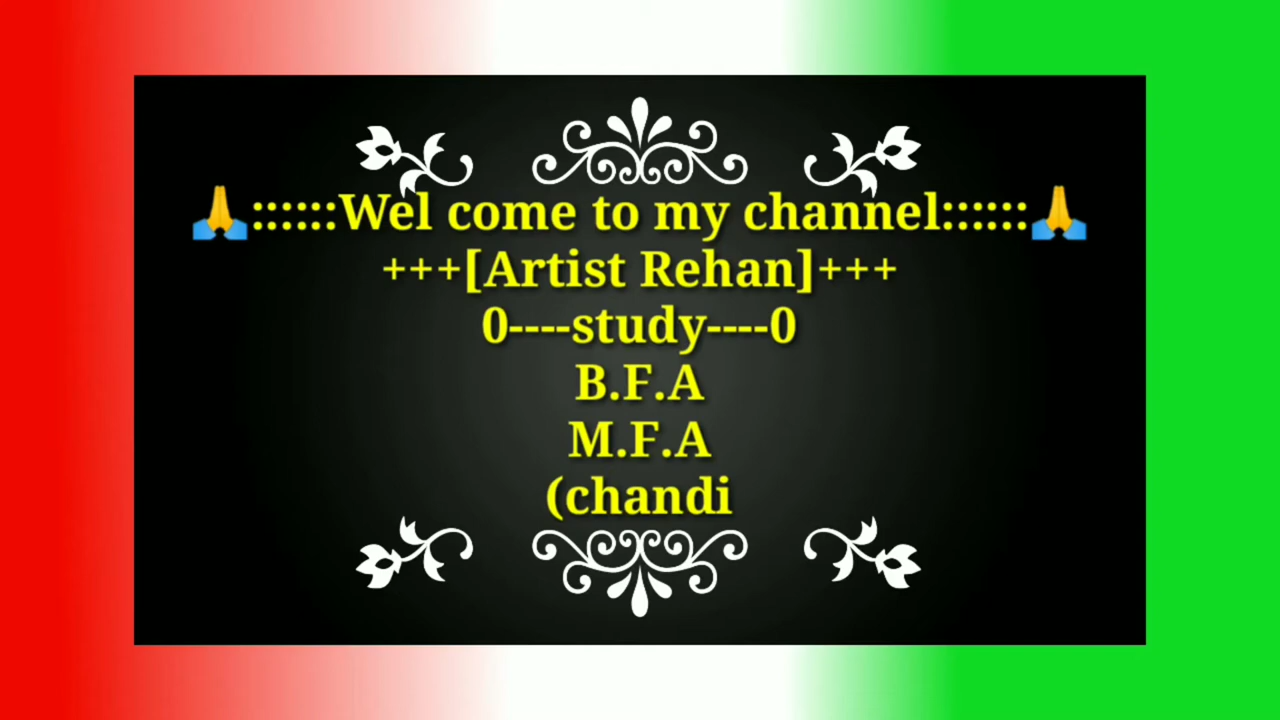 🙏::::::Wel come to my channel::::::🙏
+++[Artist Rehan]+++
0----study----0
B.F.A
M.F.A
(chandi